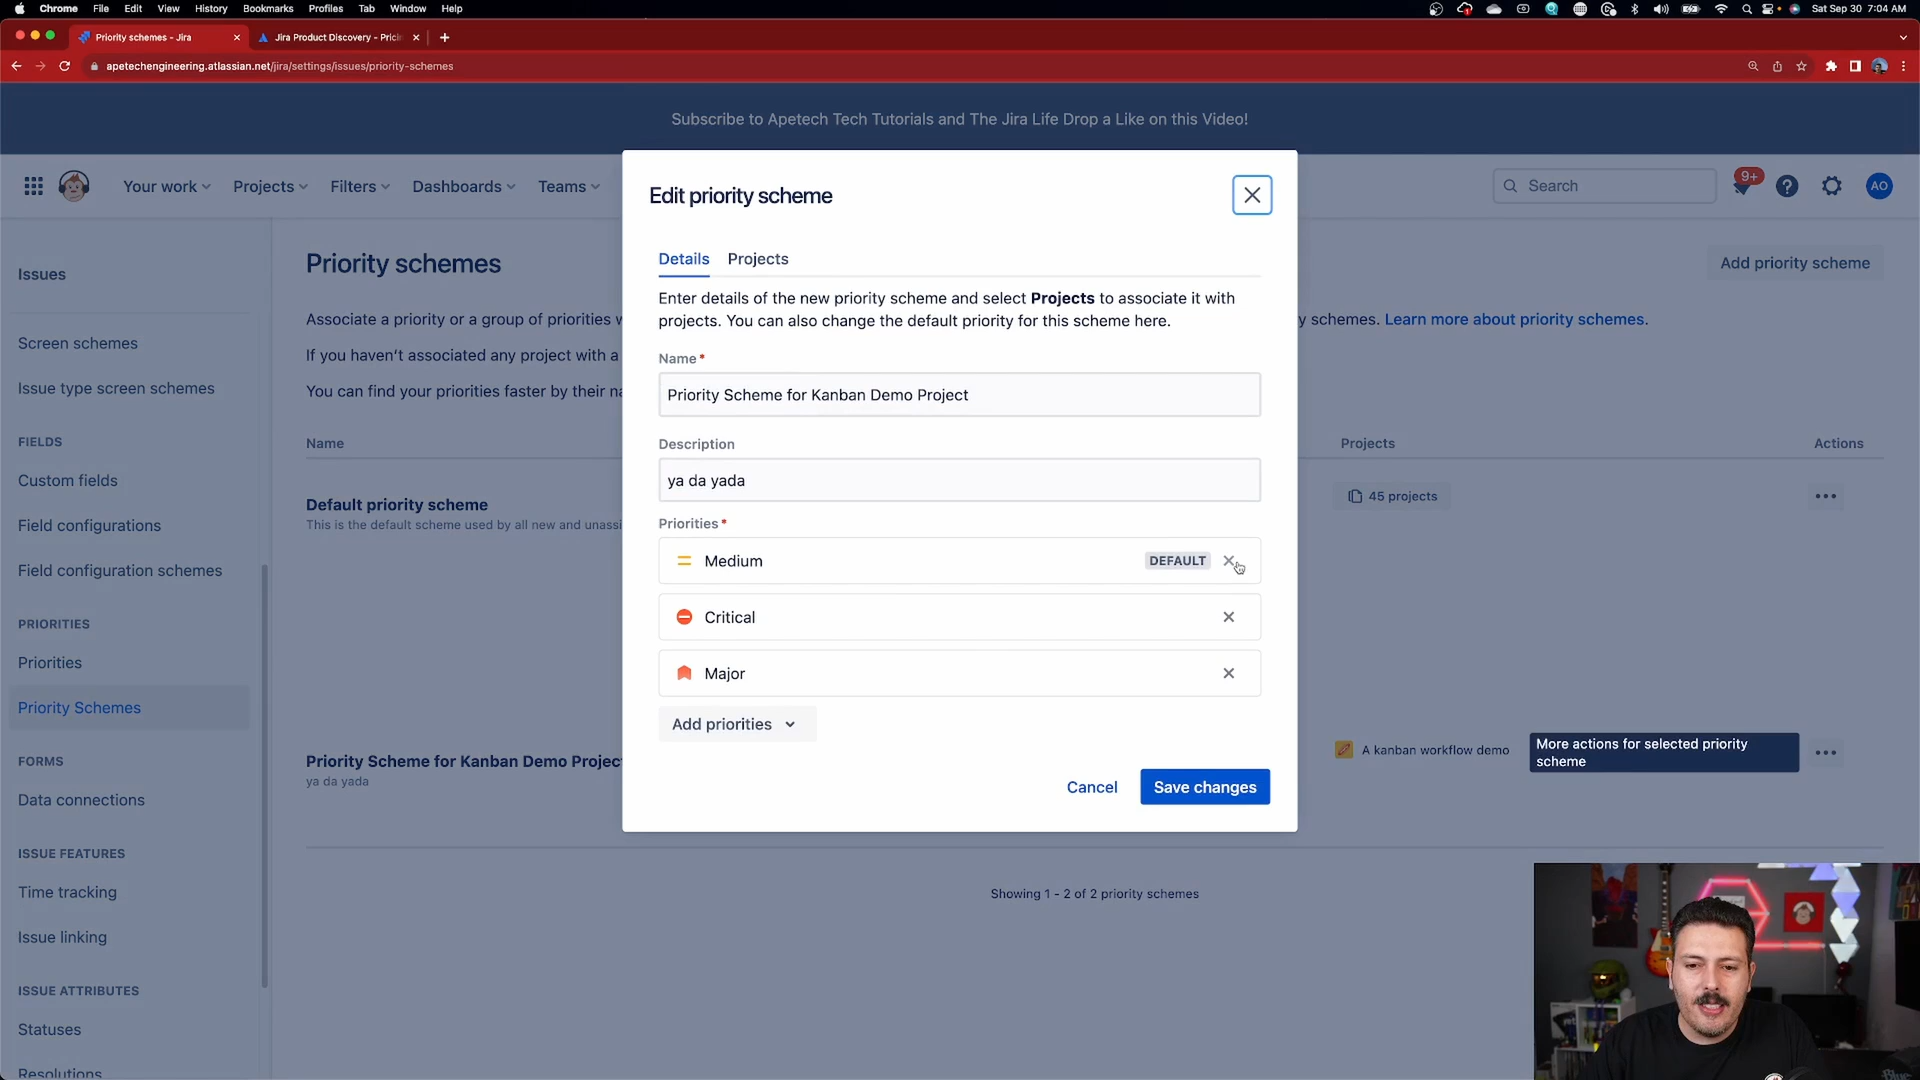 Chrome File Edit View History Bookmarks Profiles Tab Window Help Sat Sep 30 7:04 AM
Priority schemes - Jira Jira Product Discovery - Pric
apetechengineering.atlassian.net/jira/settings/issues/priority-schemes
Subscribe to Apetech Tech Tutorials and The Jira Life Drop a Like on this Video!
Your work Projects Filters Dashboards Teams Search 9+ AO
Issues
Screen schemes
Issue type screen schemes
FIELDS
Custom fields
Field configurations
Field configuration schemes
PRIORITIES
Priorities
Priority Schemes
FORMS
Data connections
ISSUE FEATURES
Time tracking
Issue linking
ISSUE ATTRIBUTES
Statuses
Resolutions
Priority schemes
Add priority scheme
Associate a priority or a group of priorities
y schemes. Learn more about priority schemes.
If you haven't associated any project with a
You can find your priorities faster by their
Name Projects Actions
Default priority scheme
This is the default scheme used by all new and unassi
45 projects
Priority Scheme for Kanban Demo Project
ya da yada
A kanban workflow demo
More actions for selected priority
scheme
Showing 1 - 2 of 2 priority schemes
Edit priority scheme
Details Projects
Enter details of the new priority scheme and select Projects to associate it with
projects. You can also change the default priority for this scheme here.
Name*
Priority Scheme for Kanban Demo Project
Description
ya da yada
Priorities*
Medium DEFAULT
Critical
Major
Add priorities
Cancel Save changes